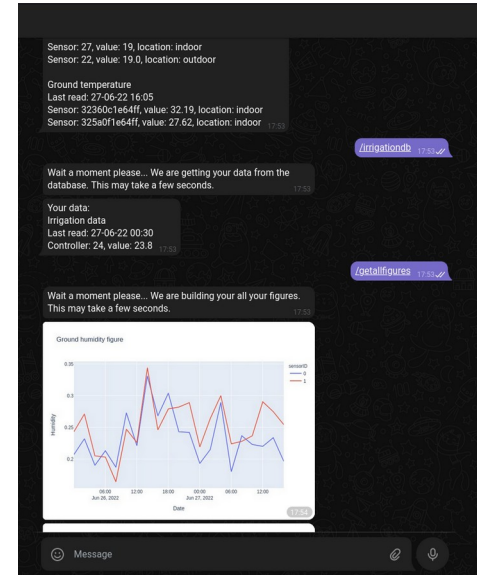 Sensor: 27, value: 19, location: indoor
Sensor: 22, value: 19.0, location: outdoor
Ground temperature
Last read: 27-06-22 16:05
Sensor: 32360c1e64ff, value: 32.19, location: indoor
Sensor: 325a0f1e64ff, value: 27.62, location: indoor 17:53
/irrigationdb 17:53
Wait a moment please... We are getting your data from the
database. This may take a few seconds. 17:53
Your data:
Irrigation data
Last read: 27-06-22 00:30
Controller: 24, value: 23.8 17:53
/getallfigures 17:53
Wait a moment please... We are building your all your figures.
This may take a few seconds. 17:53
Ground humidity figure
sensorID
0
1
0.35
0.3
0.25
0.2
Humidity
06:00 12:00 18:00 00:00 06:00 12:00
Jun 26, 2022 Jun 27, 2022
Date
17:54
Message